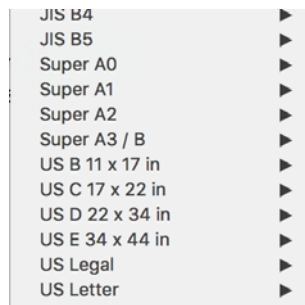 JIS B4
JIS B5
Super A0
Super A1
Super A2
Super A3 / B
US B 11 x 17 in
US C 17 x 22 in
US D 22 x 34 in
US E 34 x 44 in
US Legal
US Letter